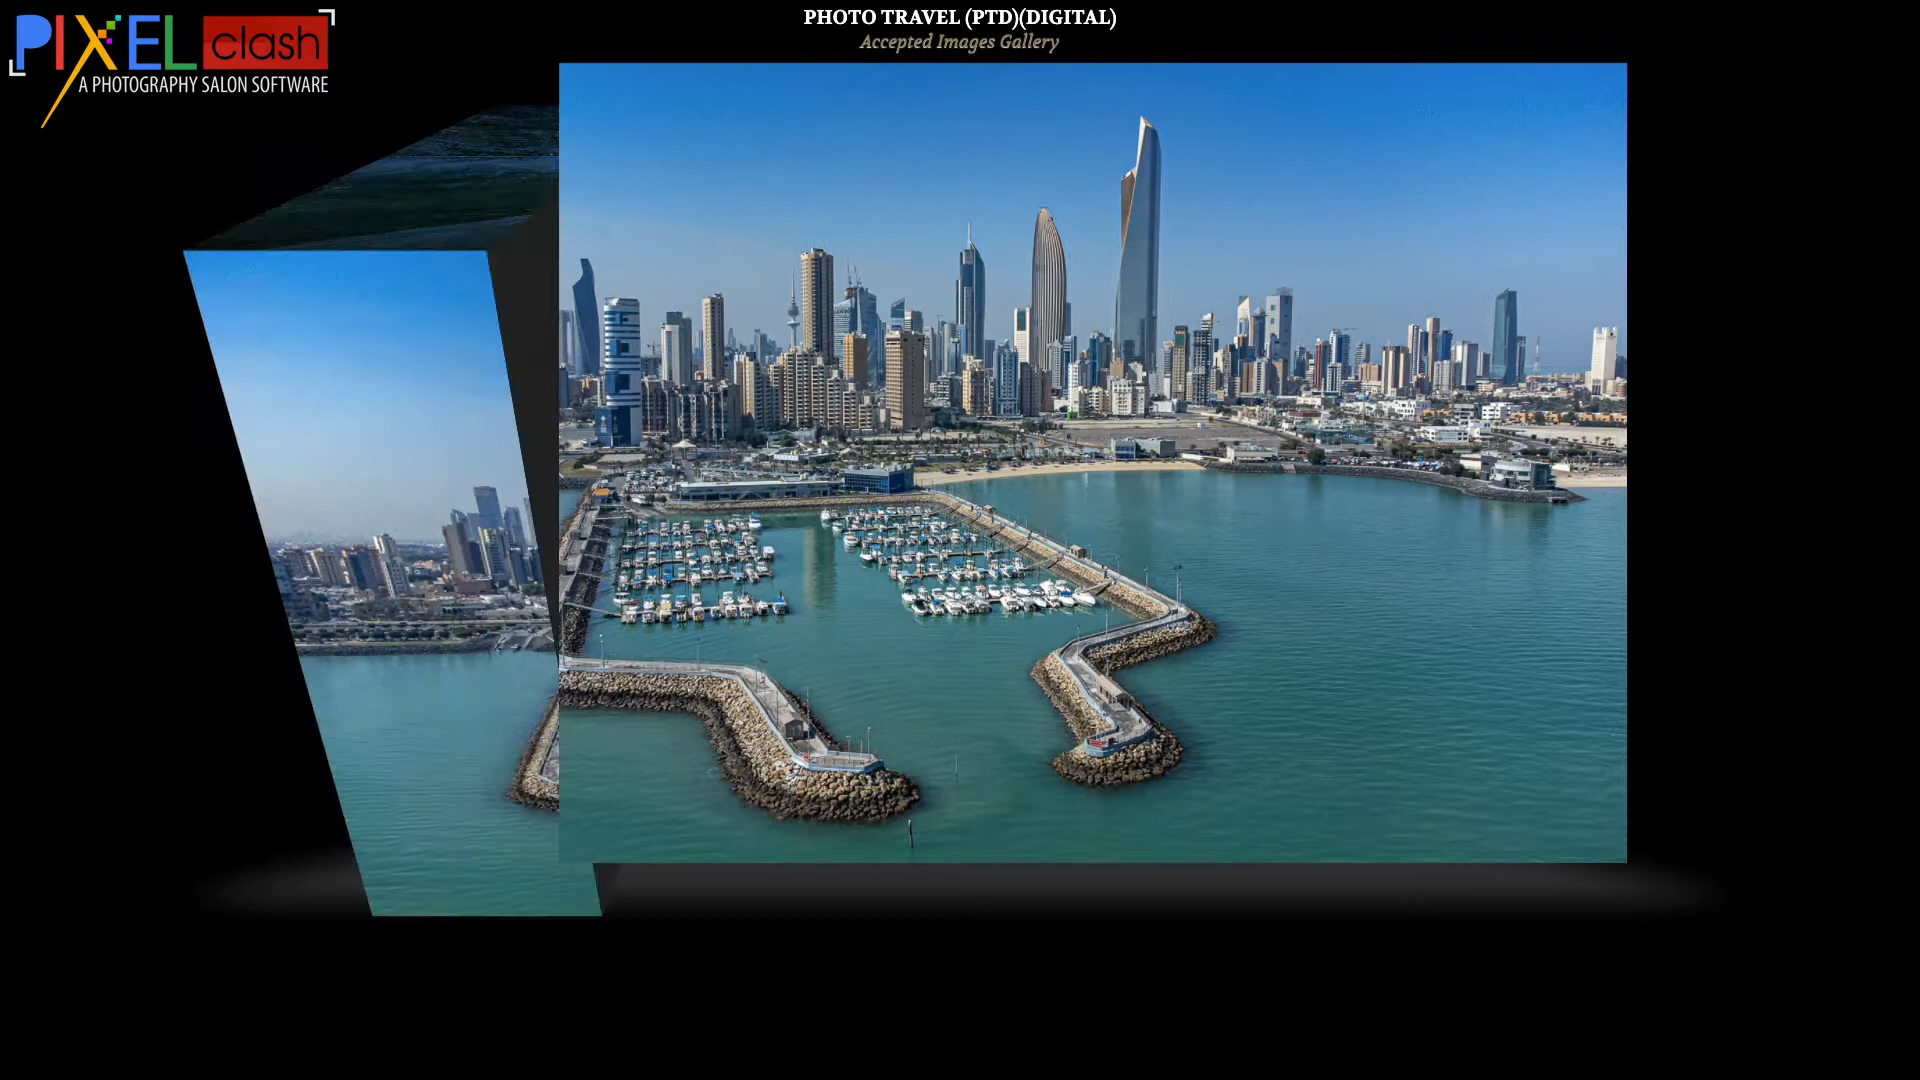 PIXEL clash
A PHOTOGRAPHY SALON SOFTWARE
PHOTO TRAVEL (PTD)(DIGITAL)
Accepted Images Gallery